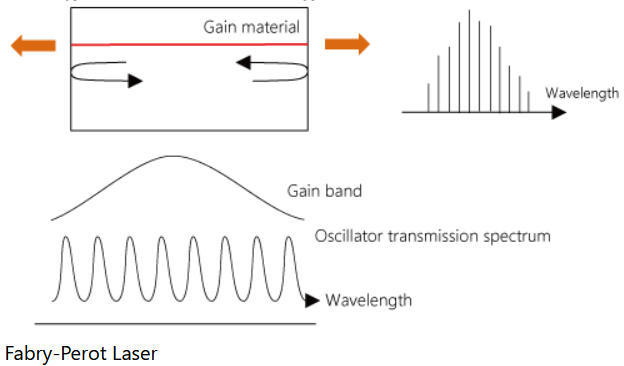 Gain material
Wavelength
Gain band
Oscillator transmission spectrum
Wavelength
Fabry-Perot Laser